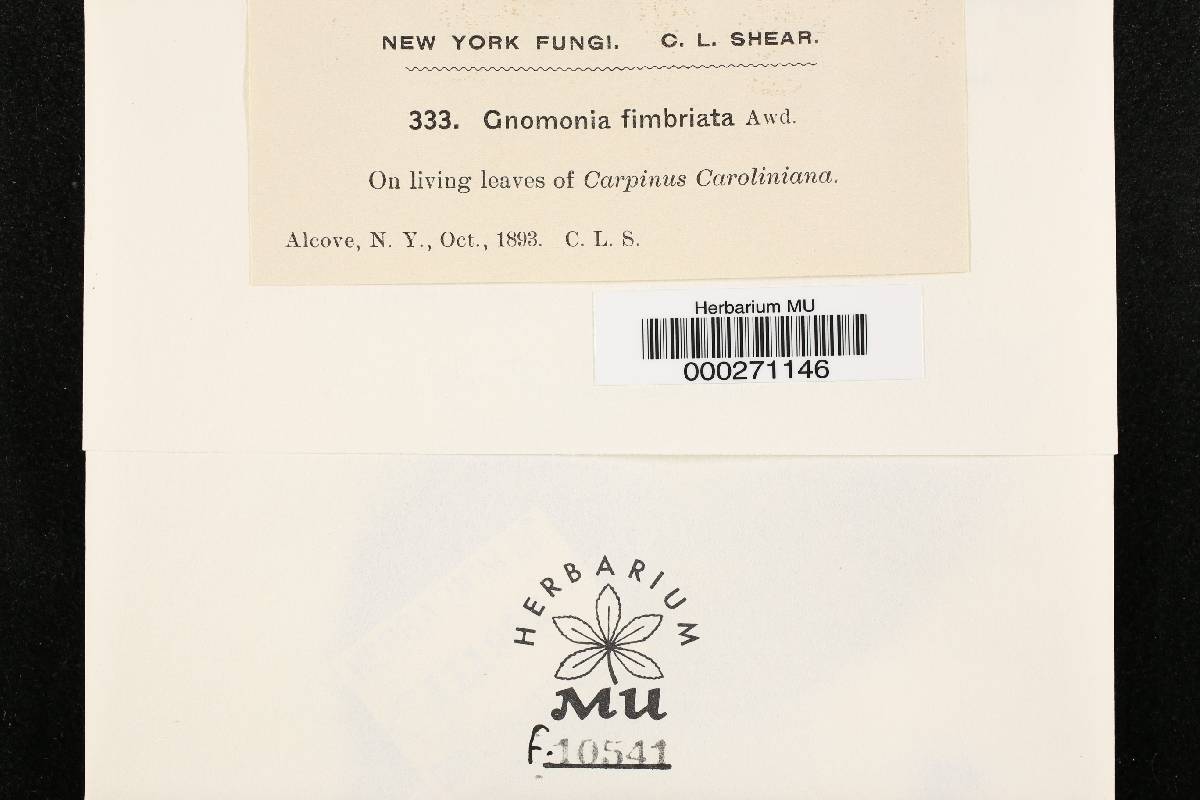 NEW YORK FUNGI. C. L. SHEAR.
333. Gnomonia fimbriata Awd.
On living leaves of Carpinus Caroliniana.
Alcove, N. Y., Oct., 1893. C. L. S.
Herbarium MU
000271146
HERBARIUM
MU
F. 10541